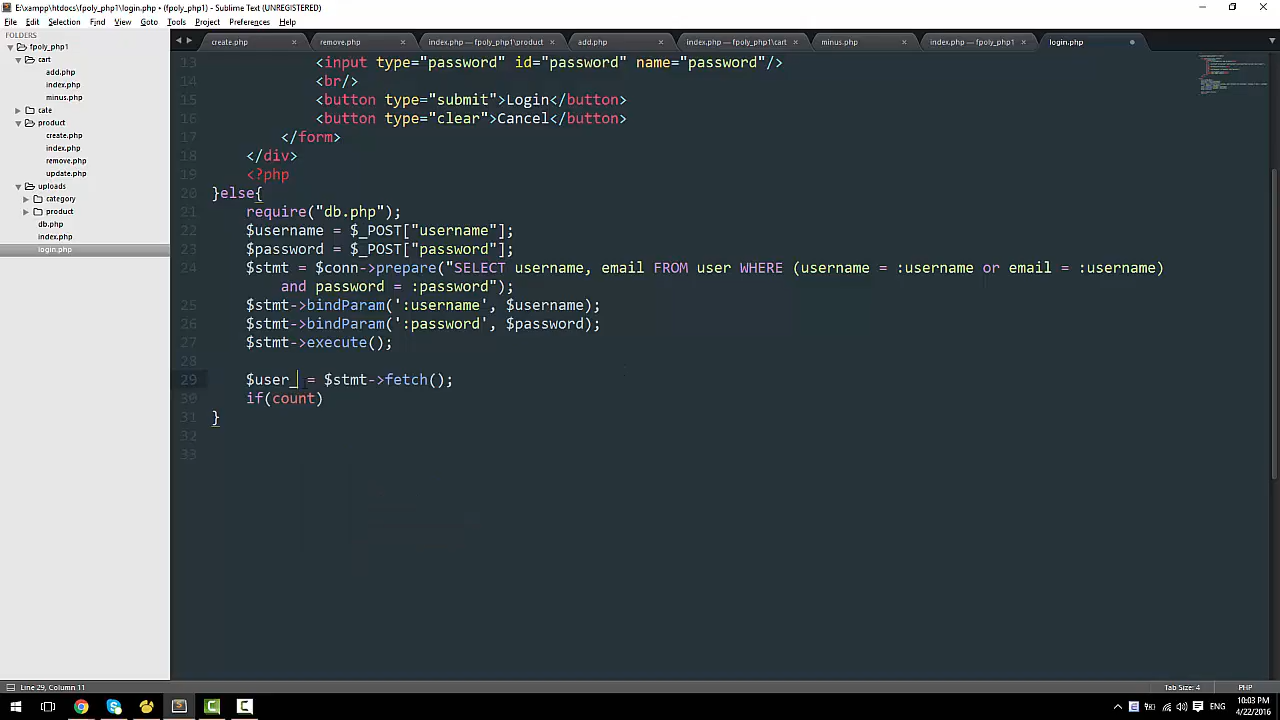 E:\xampp\htdocs\fpoly_php1\login.php • (fpoly_php1) - Sublime Text (UNREGISTERED)
File Edit Selection Find View Goto Tools Project Preferences Help
FOLDERS
fpoly_php1
cart
add.php
index.php
minus.php
cate
product
create.php
index.php
remove.php
update.php
uploads
category
product
db.php
index.php
login.php
create.php remove.php index.php — fpoly_php1\product add.php index.php — fpoly_php1\cart minus.php index.php — fpoly_php1 login.php
13 <input type="password" id="password" name="password"/>
14 <br/>
15 <button type="submit">Login</button>
16 <button type="clear">Cancel</button>
17 </form>
18 </div>
19 <?php
20 }else{
21 require("db.php");
22 $username = $_POST["username"];
23 $password = $_POST["password"];
24 $stmt = $conn->prepare("SELECT username, email FROM user WHERE (username = :username or email = :username)
and password = :password");
25 $stmt->bindParam(':username', $username);
26 $stmt->bindParam(':password', $password);
27 $stmt->execute();
28
29 $user_ = $stmt->fetch();
30 if(count)
31 }
32
33
Line 29, Column 11
Tab Size: 4 PHP
ENG
10:03 PM
4/22/2016